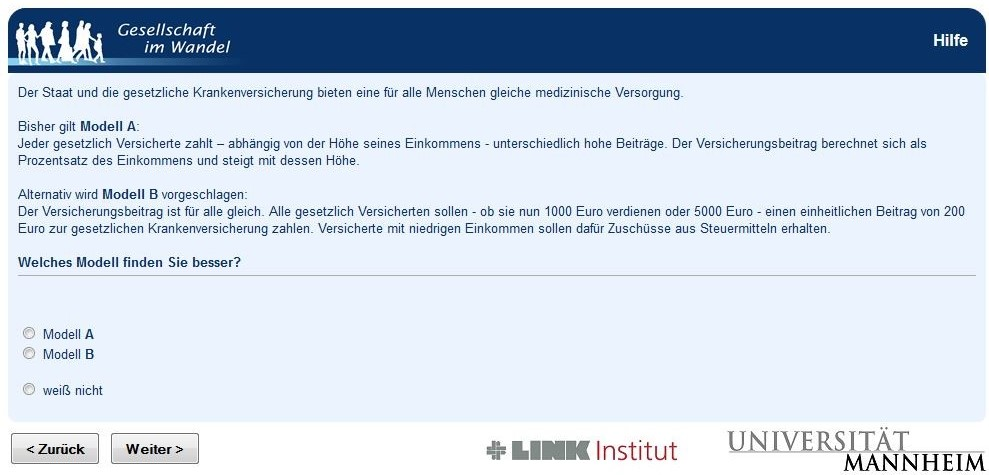 Gesellschaft
im Wandel
Hilfe
Der Staat und die gesetzliche Krankenversicherung bieten eine für alle Menschen gleiche medizinische Versorgung.
Bisher gilt Modell A:
Jeder gesetzlich Versicherte zahlt – abhängig von der Höhe seines Einkommens - unterschiedlich hohe Beiträge. Der Versicherungsbeitrag berechnet sich als
Prozentsatz des Einkommens und steigt mit dessen Höhe.
Alternativ wird Modell B vorgeschlagen:
Der Versicherungsbeitrag ist für alle gleich. Alle gesetzlich Versicherten sollen - ob sie nun 1000 Euro verdienen oder 5000 Euro - einen einheitlichen Beitrag von 200
Euro zur gesetzlichen Krankenversicherung zahlen. Versicherte mit niedrigen Einkommen sollen dafür Zuschüsse aus Steuermitteln erhalten.
Welches Modell finden Sie besser?
Modell A
Modell B
weiß nicht
< Zurück
Weiter >
LINK Institut
UNIVERSITÄT
MANNHEIM